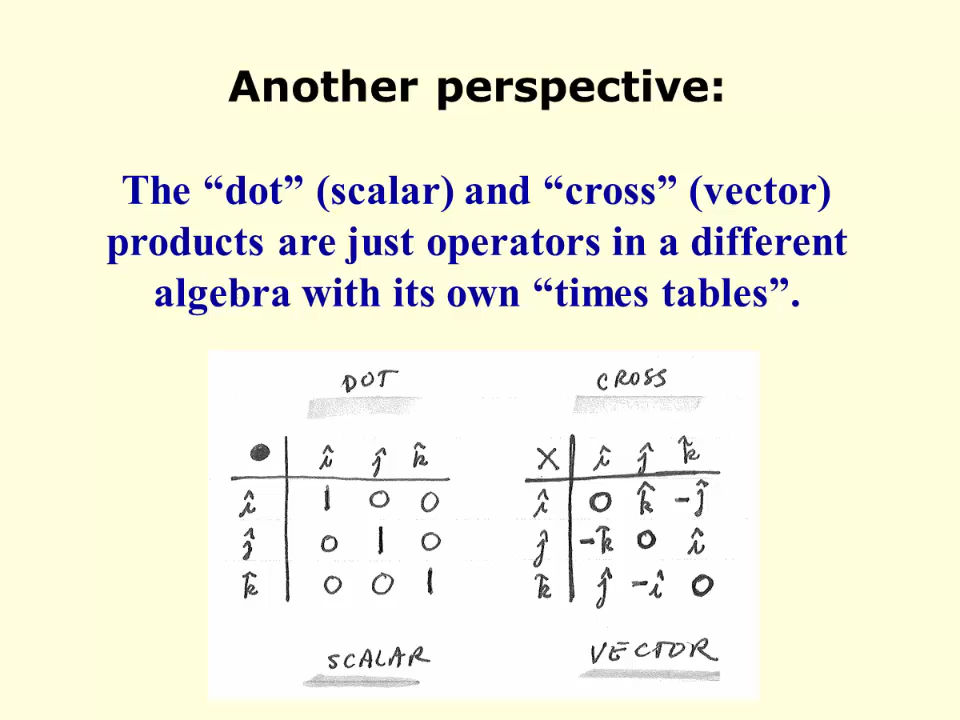 Another perspective:
The “dot” (scalar) and “cross” (vector)
products are just operators in a different
algebra with its own “times tables”.
DOT CROSS
● î ĵ k̂ X î ĵ k̂
î 1 0 0 î 0 k̂ -ĵ
ĵ 0 1 0 ĵ -k̂ 0 î
k̂ 0 0 1 k̂ ĵ -î 0
SCALAR VECTOR